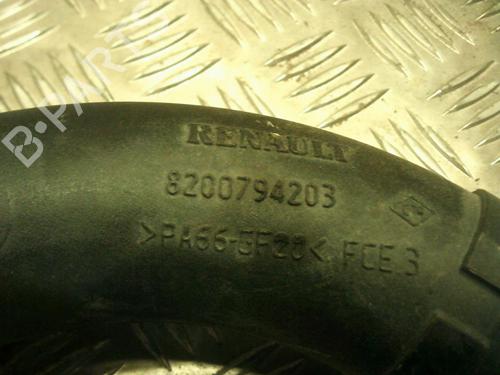 B-PARTS
RENAULT
8200794203
>PA66-GF20< FCE.3